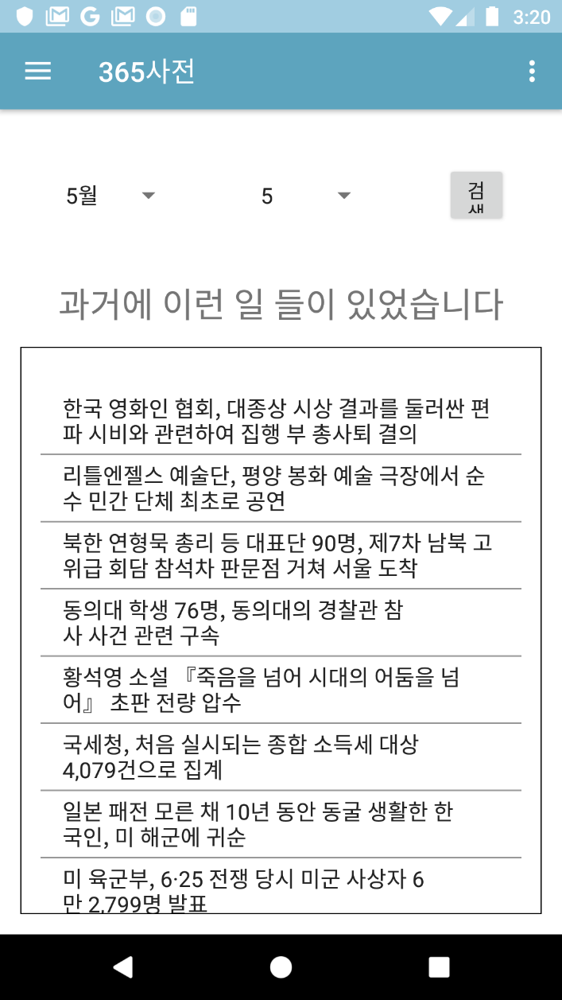 3:20
365사전
5월
5
검
색
과거에 이런 일 들이 있었습니다
한국 영화인 협회, 대종상 시상 결과를 둘러싼 편
파 시비와 관련하여 집행 부 총사퇴 결의
리틀엔젤스 예술단, 평양 봉화 예술 극장에서 순
수 민간 단체 최초로 공연
북한 연형묵 총리 등 대표단 90명, 제7차 남북 고
위급 회담 참석차 판문점 거쳐 서울 도착
동의대 학생 76명, 동의대의 경찰관 참
사 사건 관련 구속
황석영 소설 『죽음을 넘어 시대의 어둠을 넘
어』 초판 전량 압수
국세청, 처음 실시되는 종합 소득세 대상
4,079건으로 집계
일본 패전 모른 채 10년 동안 동굴 생활한 한
국인, 미 해군에 귀순
미 육군부, 6·25 전쟁 당시 미군 사상자 6
만 2,799명 발표